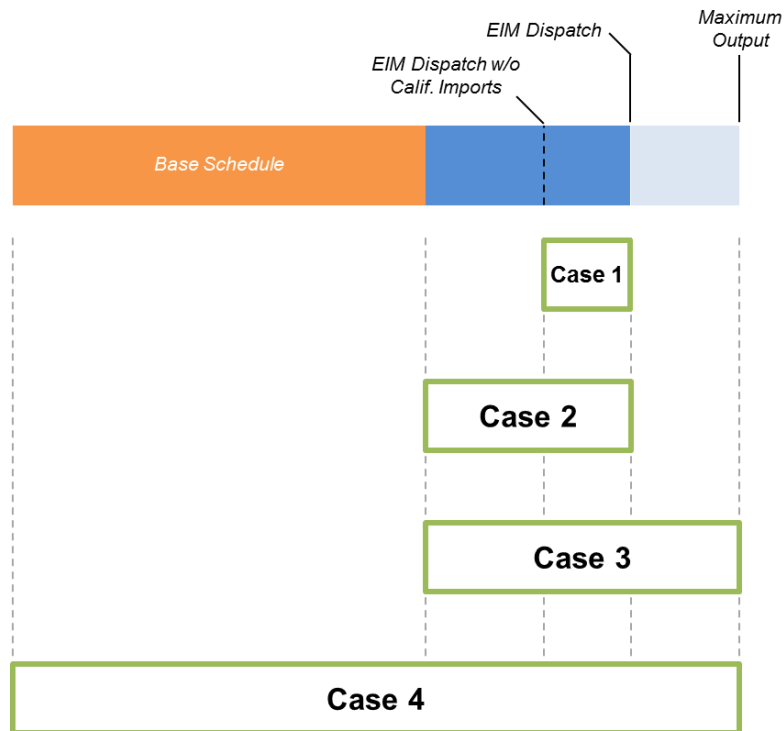 Maximum
Output
EIM Dispatch
EIM Dispatch w/o
Calif. Imports
Base Schedule
Case 1
Case 2
Case 3
Case 4